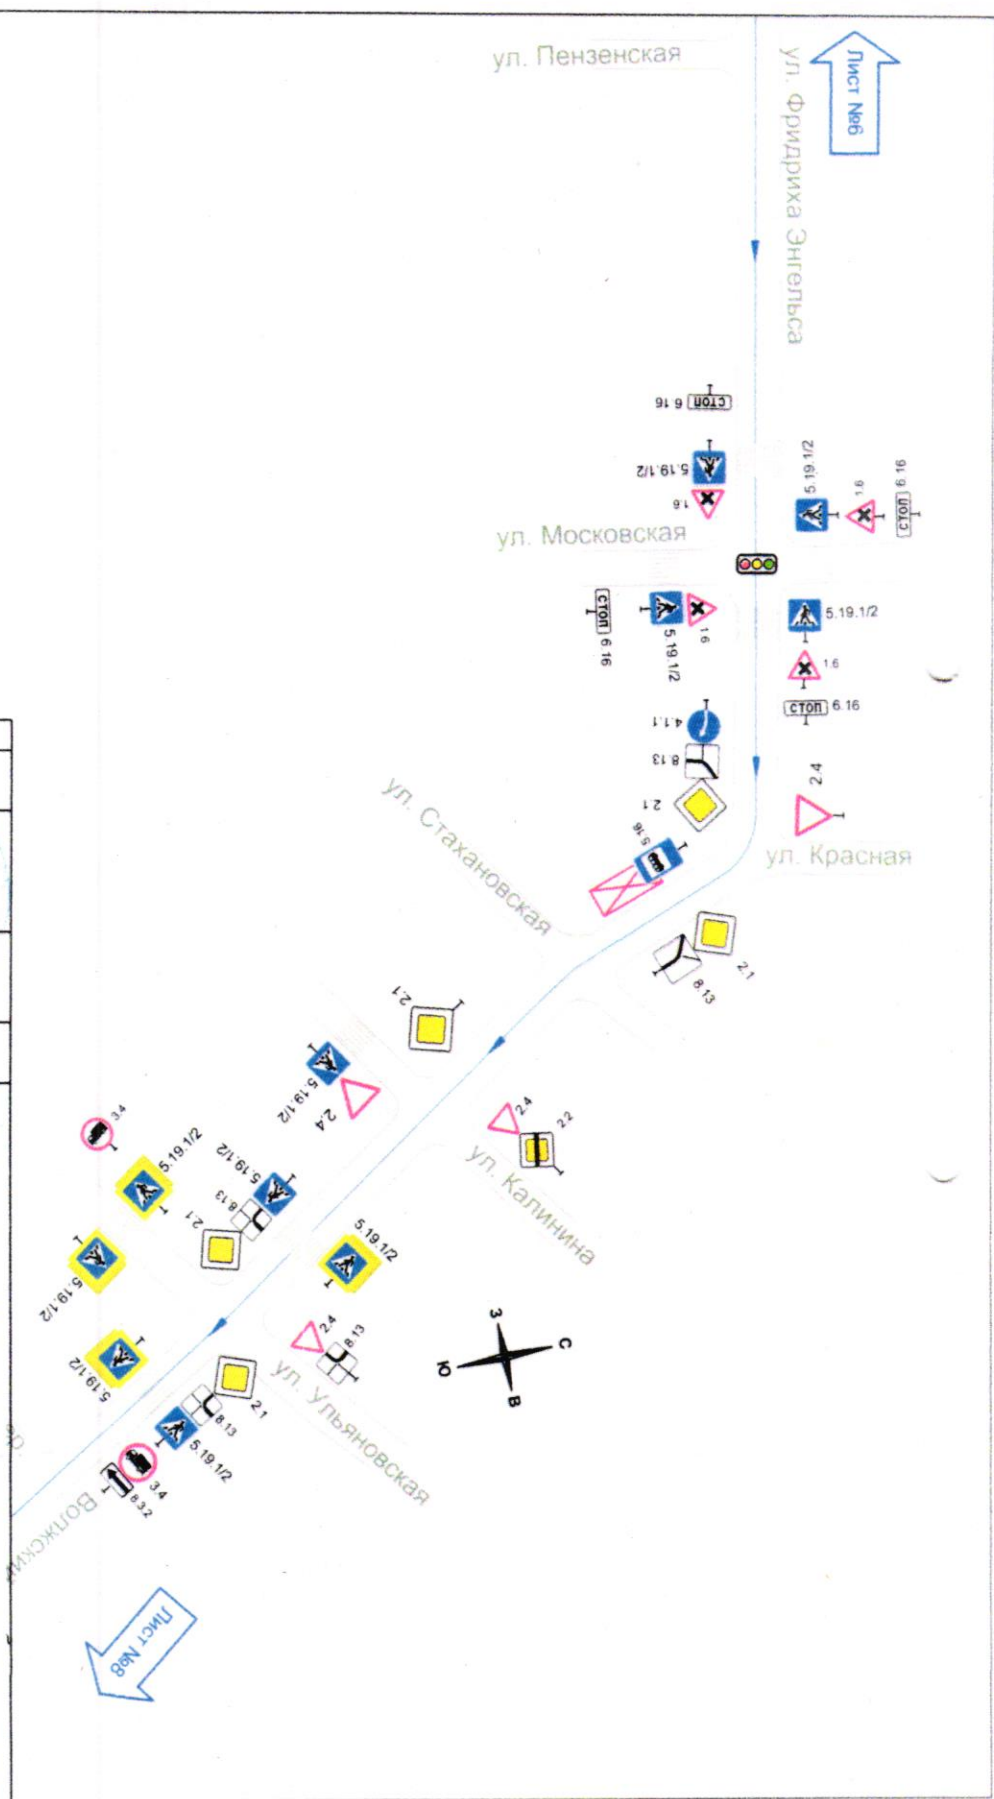 Лист №6
ул. Пензенская
ул. Фридриха Энгельса
СТОП 6.16
5.19.1/2
1.6
5.19.1/2
1.6
СТОП 6.16
ул. Московская
5.19.1/2
1.6
СТОП 6.16
1.6
5.19.1/2
СТОП 6.16
4.1.1
8.13
2.1
2.4
ул. Красная
5.16
ул. Стахановская
2.1
8.13
2.1
5.19.1/2
2.4
2.4
2.2
ул. Калинина
3.4
5.19.1/2
5.19.1/2
8.13
2.1
5.19.1/2
5.19.1/2
5.19.1/2
2.4
8.13
ул. Ульяновская
С
З
Ю
В
2.1
8.13
5.19.1/2
3.4
8.3.2
Волжский
Лист №8